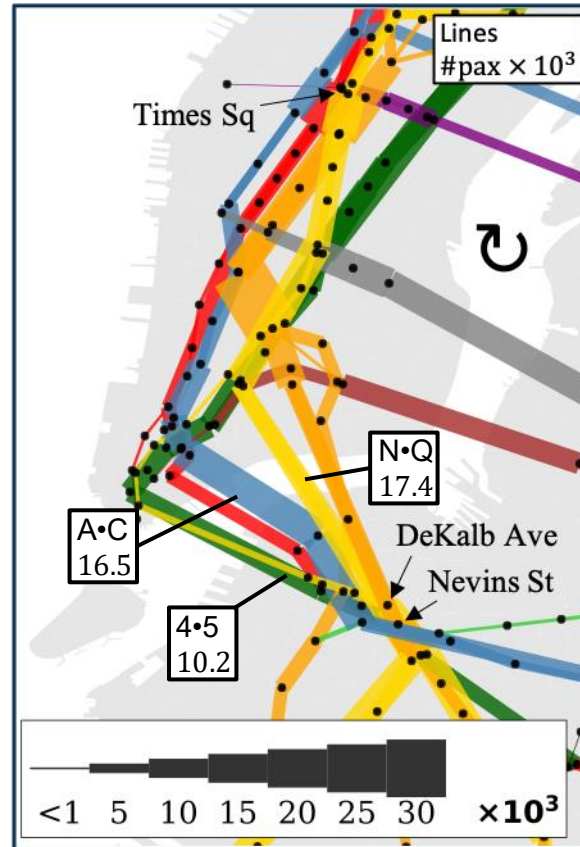 Lines
#pax × 10³
Times Sq
N•Q
17.4
A•C
16.5
DeKalb Ave
Nevins St
4•5
10.2
<1 5 10 15 20 25 30 ×10³